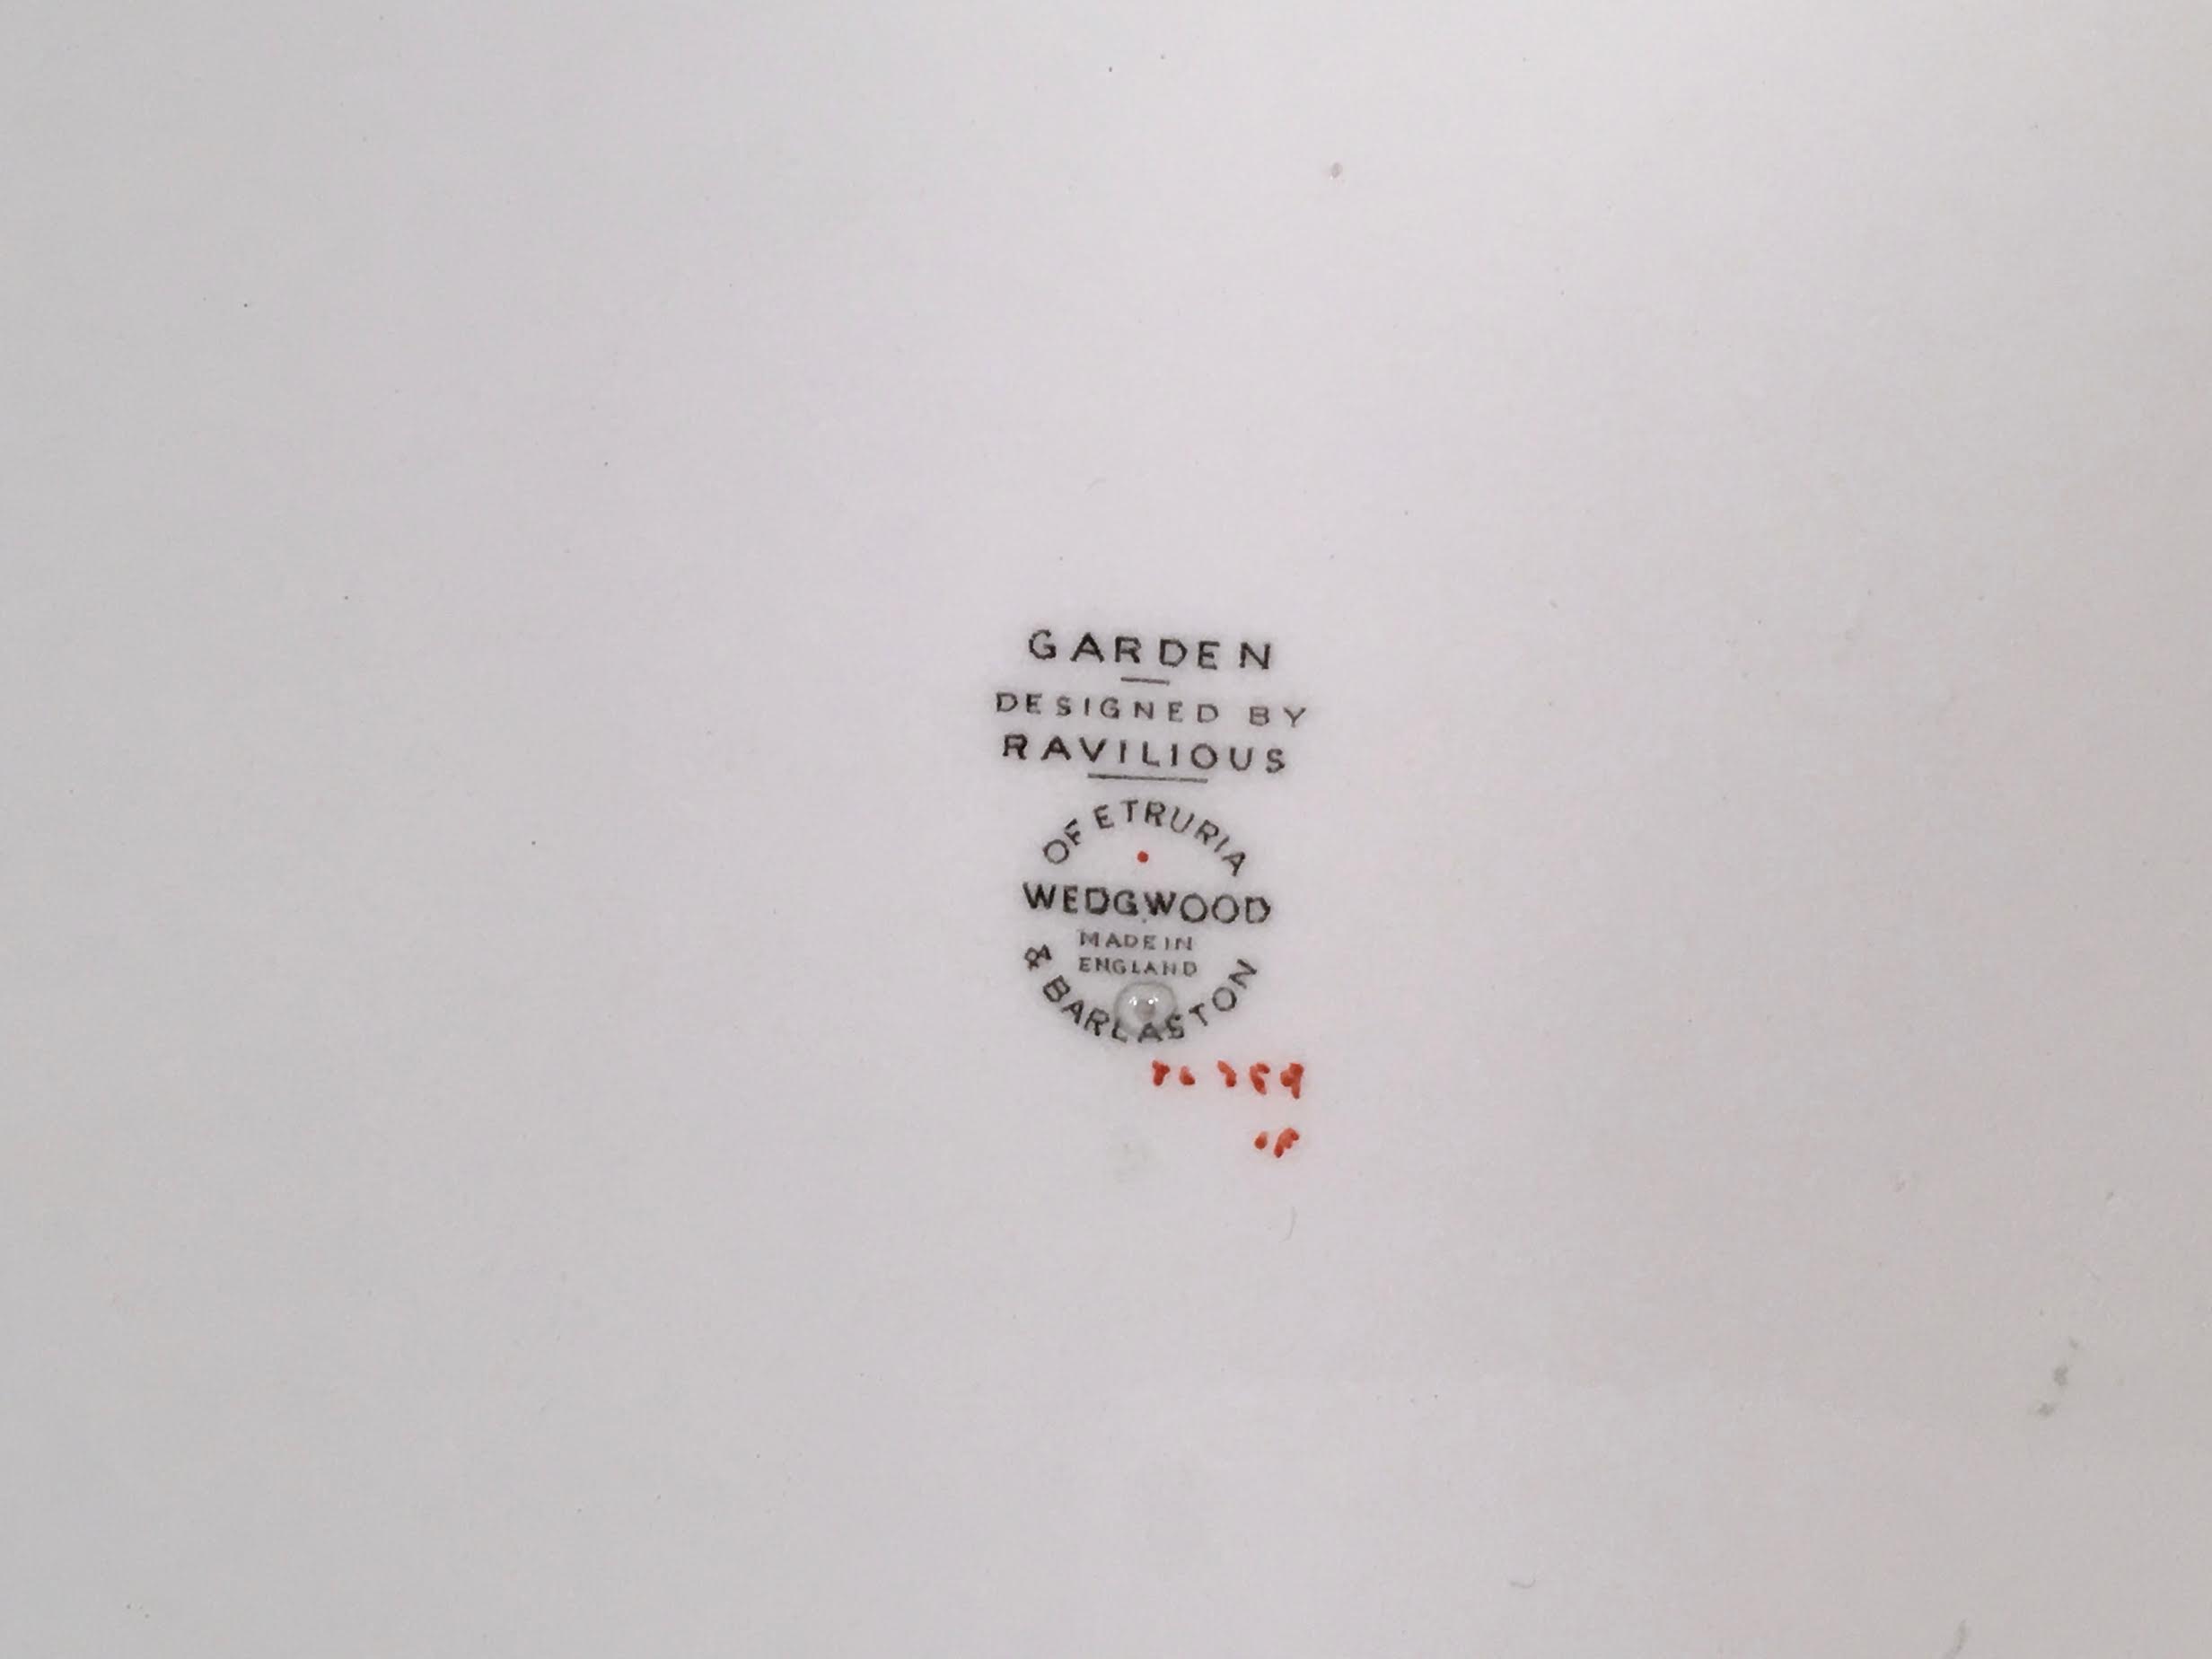 GARDEN
DESIGNED BY
RAVILIOUS
OF ETRURIA
WEDGWOOD
MADE IN
ENGLAND
& BARLASTON